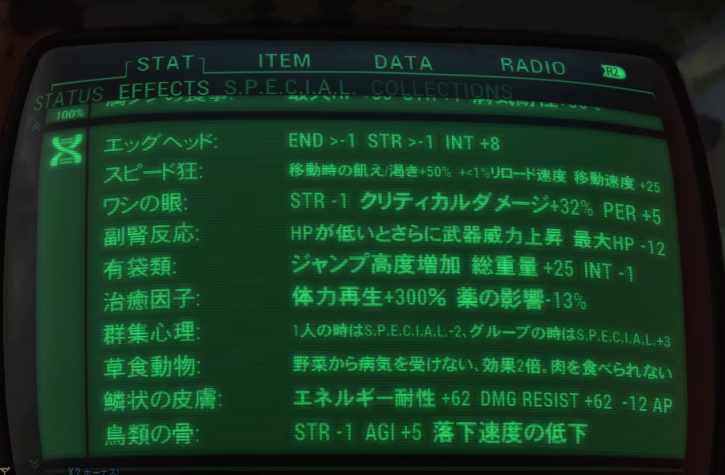 STAT ITEM DATA RADIO R2
STATUS EFFECTS S.P.E.C.I.A.L. COLLECTIONS
100%
エッグヘッド: END >-1 STR >-1 INT +8
スピード狂: 移動時の飢え/渇き+50% +<1%リロード速度 移動速度 +25
ワシの眼: STR -1 クリティカルダメージ+32% PER +5
副腎反応: HPが低いとさらに武器威力上昇 最大HP -12
有袋類: ジャンプ高度増加 総重量 +25 INT -1
治癒因子: 体力再生+300% 薬の影響-13%
群集心理: 1人の時はS.P.E.C.I.A.L.-2、グループの時はS.P.E.C.I.A.L.+3
草食動物: 野菜から病気を受けない、効果2倍。肉を食べられない
鱗状の皮膚: エネルギー耐性 +62 DMG RESIST +62 -12 AP
鳥類の骨: STR -1 AGI +5 落下速度の低下